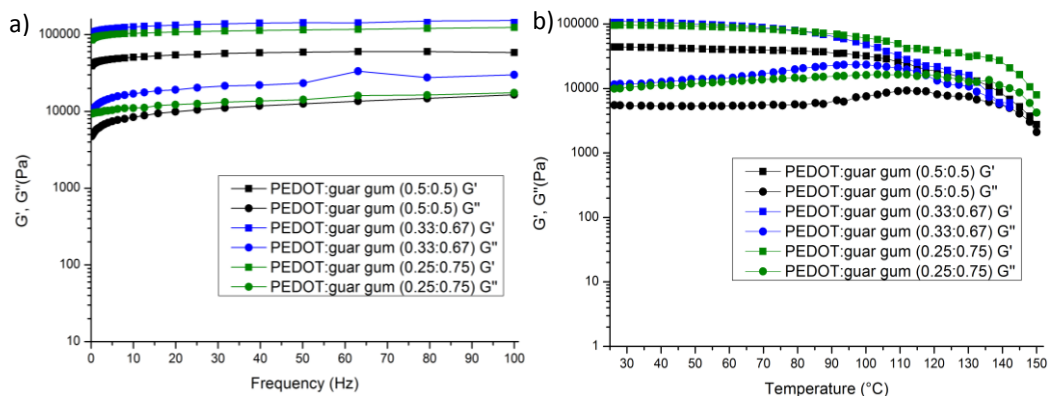 a)
G', G''(Pa)
100000
10000
1000
100
10
0 10 20 30 40 50 60 70 80 90 100
Frequency (Hz)
PEDOT:guar gum (0.5:0.5) G'
PEDOT:guar gum (0.5:0.5) G"
PEDOT:guar gum (0.33:0.67) G'
PEDOT:guar gum (0.33:0.67) G"
PEDOT:guar gum (0.25:0.75) G'
PEDOT:guar gum (0.25:0.75) G"
b)
G', G''(Pa)
100000
10000
1000
100
10
1
30 40 50 60 70 80 90 100 110 120 130 140 150
Temperature (°C)
PEDOT:guar gum (0.5:0.5) G'
PEDOT:guar gum (0.5:0.5) G"
PEDOT:guar gum (0.33:0.67) G'
PEDOT:guar gum (0.33:0.67) G"
PEDOT:guar gum (0.25:0.75) G'
PEDOT:guar gum (0.25:0.75) G"